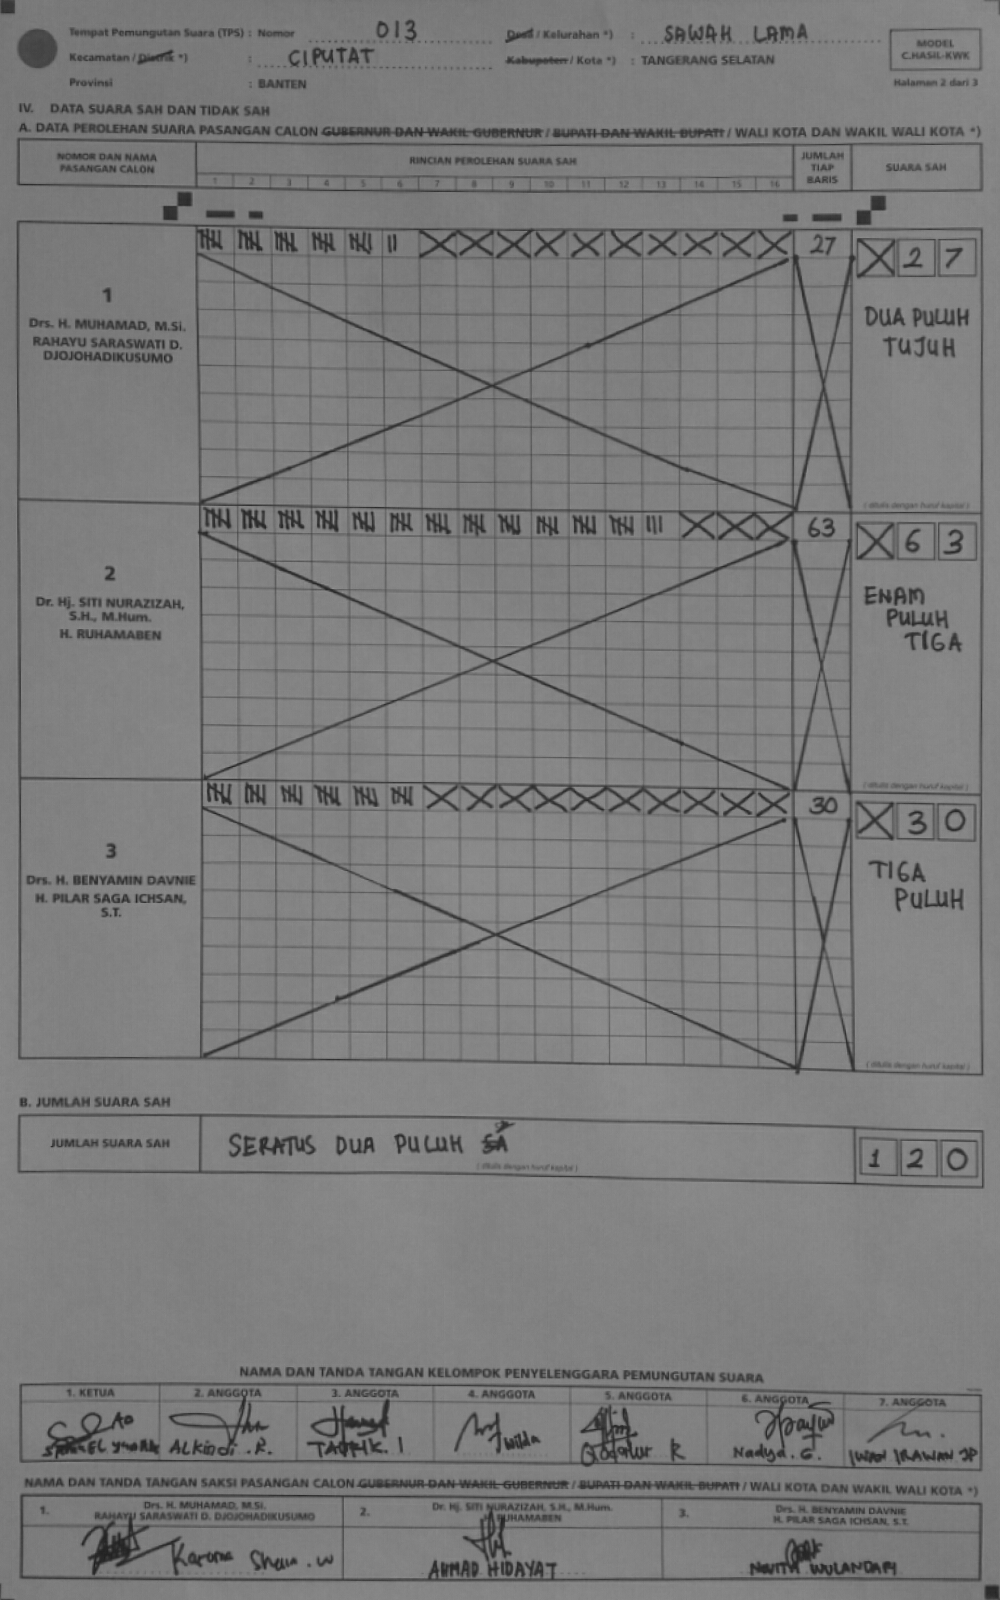 Tempat Pemungutan Suara (TPS) : Nomor 013 Desa / Kelurahan *) : SAWAH LAMA
Kecamatan / Distrik *) : CIPUTAT Kabupaten / Kota *) : TANGERANG SELATAN
Provinsi : BANTEN
MODEL
C.HASIL-KWK
Halaman 2 dari 3
IV. DATA SUARA SAH DAN TIDAK SAH
A. DATA PEROLEHAN SUARA PASANGAN CALON GUBERNUR DAN WAKIL GUBERNUR / BUPATI DAN WAKIL BUPATI / WALI KOTA DAN WAKIL WALI KOTA *)
NOMOR DAN NAMA
PASANGAN CALON
RINCIAN PEROLEHAN SUARA SAH
1 2 3 4 5 6 7 8 9 10 11 12 13 14 15 16
JUMLAH
TIAP
BARIS
SUARA SAH
1
Drs. H. MUHAMAD, M.Si.
RAHAYU SARASWATI D.
DJOJOHADIKUSUMO
27
X 2 7
DUA PULUH
TUJUH
(ditulis dengan huruf kapital)
2
Dr. Hj. SITI NURAZIZAH,
S.H., M.Hum.
H. RUHAMABEN
63
X 6 3
ENAM
PULUH
TIGA
(ditulis dengan huruf kapital)
3
Drs. H. BENYAMIN DAVNIE
H. PILAR SAGA ICHSAN,
S.T.
30
X 3 0
TIGA
PULUH
(ditulis dengan huruf kapital)
B. JUMLAH SUARA SAH
JUMLAH SUARA SAH
SERATUS DUA PULUH
(ditulis dengan huruf kapital)
1 2 0
NAMA DAN TANDA TANGAN KELOMPOK PENYELENGGARA PEMUNGUTAN SUARA
1. KETUA 2. ANGGOTA 3. ANGGOTA 4. ANGGOTA 5. ANGGOTA 6. ANGGOTA 7. ANGGOTA
ALKindi .R. TAUFIK. I Wilda Nadya. G. IWAN IRAWAN JP
NAMA DAN TANDA TANGAN SAKSI PASANGAN CALON GUBERNUR DAN WAKIL GUBERNUR / BUPATI DAN WAKIL BUPATI / WALI KOTA DAN WAKIL WALI KOTA *)
1. Drs. H. MUHAMAD, M.Si.
RAHAYU SARASWATI D. DJOJOHADIKUSUMO
2. Dr. Hj. SITI NURAZIZAH, S.H., M.Hum.
H. RUHAMABEN
3. Drs. H. BENYAMIN DAVNIE
H. PILAR SAGA ICHSAN, S.T.
Karona Shan .W
AHMAD HIDAYAT
NOVITA WULANDARI